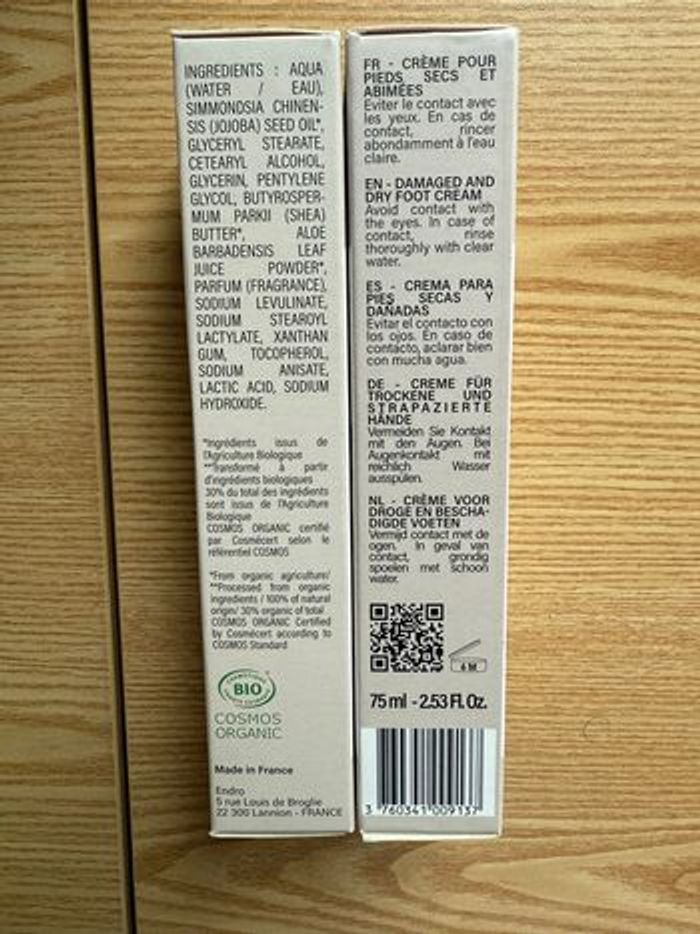 INGREDIENTS : AQUA
(WATER / EAU),
SIMMONDSIA CHINEN-
SIS (JOJOBA) SEED OIL*,
GLYCERYL STEARATE,
CETEARYL ALCOHOL,
GLYCERIN, PENTYLENE
GLYCOL, BUTYROSPER-
MUM PARKII (SHEA)
BUTTER*, ALOE
BARBADENSIS LEAF
JUICE POWDER*,
PARFUM (FRAGRANCE),
SODIUM LEVULINATE,
SODIUM STEAROYL
LACTYLATE, XANTHAN
GUM, TOCOPHEROL,
SODIUM ANISATE,
LACTIC ACID, SODIUM
HYDROXIDE.
*Ingrédients issus de
l'Agriculture Biologique
**Transformé à partir
d'ingrédients biologiques
30% du total des ingrédients
sont issus de l'Agriculture
Biologique
COSMOS ORGANIC certifié
par Cosmécert selon le
référentiel COSMOS
*From organic agriculture/
**Processed from organic
ingredients / 100% of natural
origin/ 30% organic of total
COSMOS ORGANIC Certified
by Cosmécert according to
COSMOS Standard
BIO
COSMOS
ORGANIC
Made in France
Endro
5 rue Louis de Broglie
22 300 Lannion - FRANCE
FR - CRÈME POUR
PIEDS SECS ET
ABIMÉES
Eviter le contact avec
les yeux. En cas de
contact, rincer
abondamment à l'eau
claire.
EN - DAMAGED AND
DRY FOOT CREAM
Avoid contact with
the eyes. In case of
contact, rinse
thoroughly with clear
water.
ES - CREMA PARA
PIES SECAS Y
DAÑADAS
Evitar el contacto con
los ojos. En caso de
contacto, aclarar bien
con mucha agua.
DE - CREME FÜR
TROCKENE UND
STRAPAZIERTE
HÄNDE
Vermeiden Sie Kontakt
mit den Augen. Bei
Augenkontakt mit
reichlich Wasser
ausspülen.
NL - CRÈME VOOR
DROGE EN BESCHA-
DIGDE VOETEN
Vermijd contact met de
ogen. In geval van
contact, grondig
spoelen met schoon
water.
6 M
75 ml - 2.53 Fl. Oz.
3 760341 009137